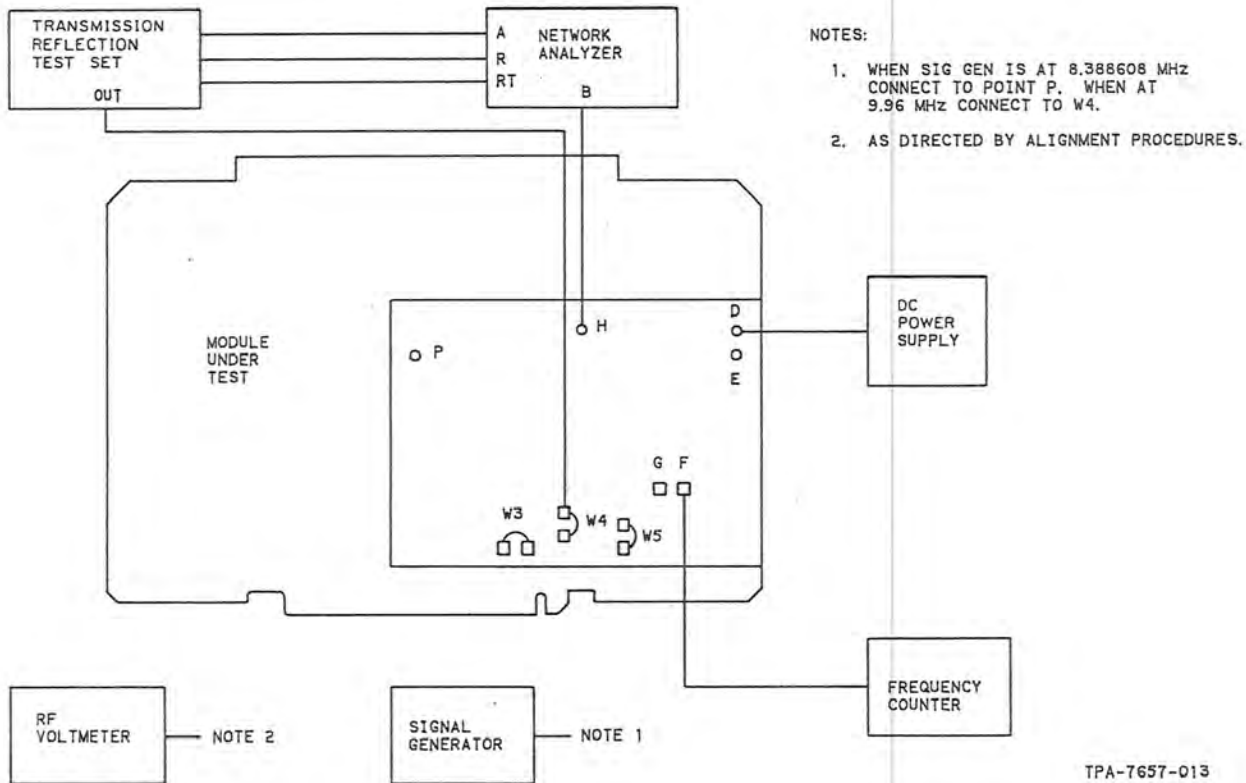 TRANSMISSION
REFLECTION
TEST SET
OUT
A
R
RT
NETWORK
ANALYZER
B
NOTES:
1. WHEN SIG GEN IS AT 8.388608 MHz
CONNECT TO POINT P. WHEN AT
9.96 MHz CONNECT TO W4.
2. AS DIRECTED BY ALIGNMENT PROCEDURES.
MODULE
UNDER
TEST
P
H
D
E
DC
POWER
SUPPLY
G F
W3
W4
W5
RF
VOLTMETER
NOTE 2
SIGNAL
GENERATOR
NOTE 1
FREQUENCY
COUNTER
TPA-7657-013